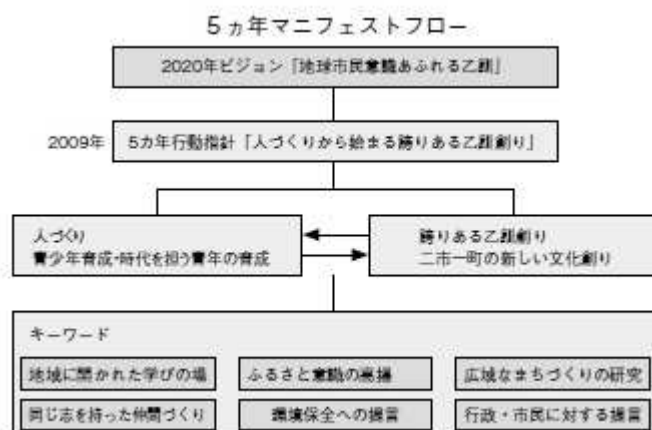 5ヵ年マニフェストフロー
2020年ビジョン「地球市民意識あふれる乙訓」
2009年
5カ年行動指針「人づくりから始まる誇りある乙訓創り」
人づくり
青少年育成・時代を担う青年の育成
誇りある乙訓創り
二市一町の新しい文化創り
キーワード
地域に開かれた学びの場
ふるさと意識の高揚
広域なまちづくりの研究
同じ志を持った仲間づくり
環境保全への提言
行政・市民に対する提言